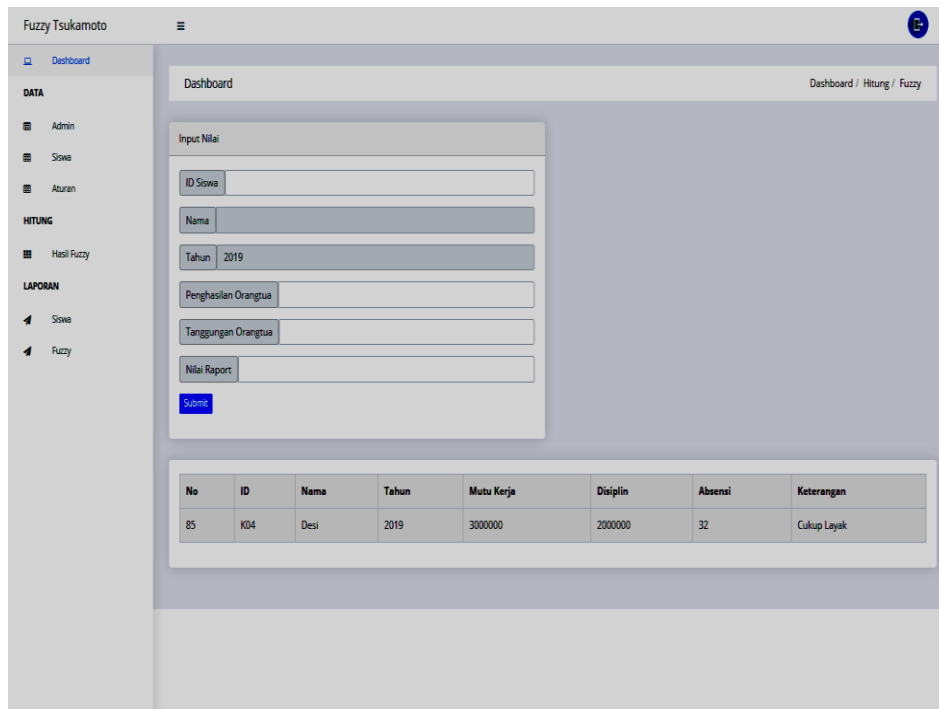 Fuzzy Tsukamoto
Dashboard
DATA
Admin
Siswa
Aturan
HITUNG
Hasil Fuzzy
LAPORAN
Siswa
Fuzzy
Dashboard
Dashboard / Hitung / Fuzzy
Input Nilai
ID Siswa
Nama
Tahun 2019
Penghasilan Orangtua
Tanggungan Orangtua
Nilai Raport
Submit
No ID Nama Tahun Mutu Kerja Disiplin Absensi Keterangan
85 K04 Desi 2019 3000000 2000000 32 Cukup Layak